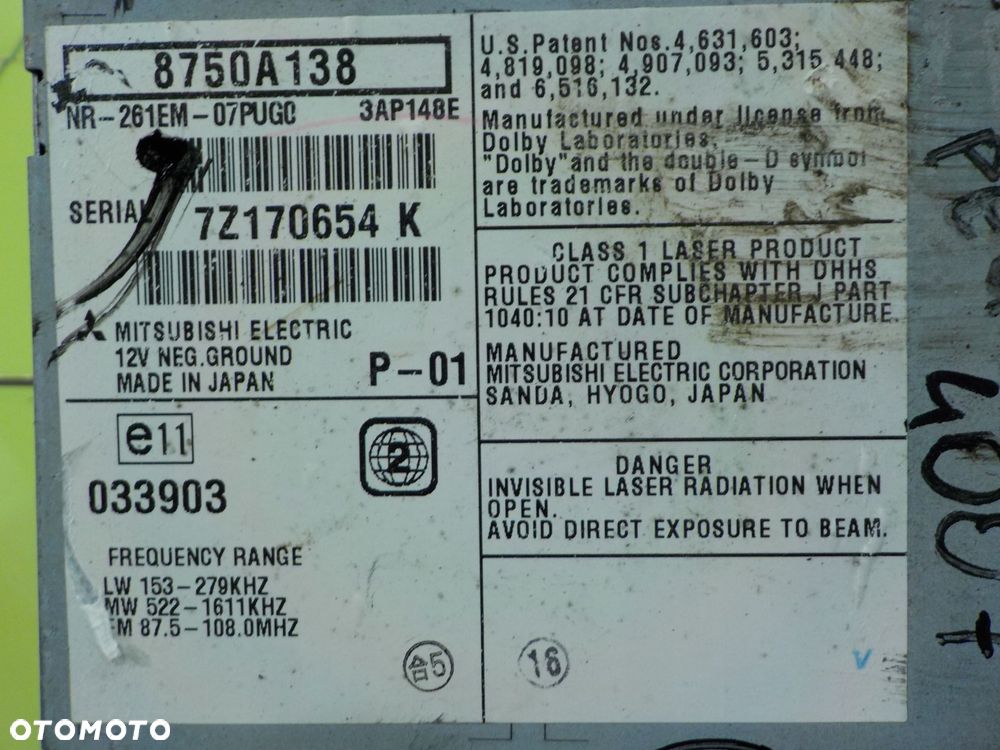 8750A138
NR-261EM-07PUGC 3AP148E
SERIAL 7Z170654 K
MITSUBISHI ELECTRIC
12V NEG.GROUND
MADE IN JAPAN P-01
e11
2
033903
FREQUENCY RANGE
LW 153-279KHZ
MW 522-1611KHZ
FM 87.5-108.0MHZ
5
U.S.Patent Nos.4,631,603;
4,819,098; 4,907,093; 5,315,448;
and 6,516,132.
Manufactured under license from
Dolby Laboratories.
"Dolby"and the double-D symbol
are trademarks of Dolby
Laboratories.
CLASS 1 LASER PRODUCT
PRODUCT COMPLIES WITH DHHS
RULES 21 CFR SUBCHAPTER J PART
1040:10 AT DATE OF MANUFACTURE.
MANUFACTURED
MITSUBISHI ELECTRIC CORPORATION
SANDA, HYOGO, JAPAN
DANGER
INVISIBLE LASER RADIATION WHEN
OPEN.
AVOID DIRECT EXPOSURE TO BEAM.
16
OTOMOTO